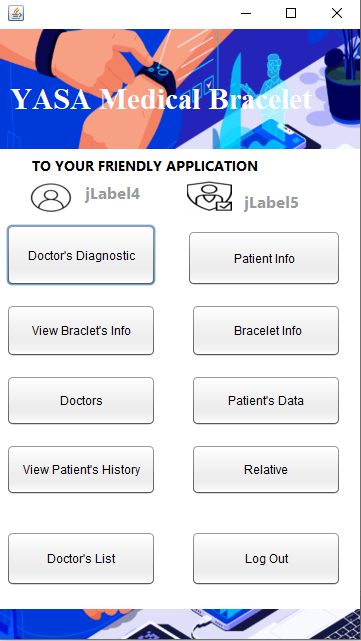 YASA Medical Bracelet
TO YOUR FRIENDLY APPLICATION
jLabel4
jLabel5
Doctor's Diagnostic
Patient Info
View Braclet's Info
Bracelet Info
Doctors
Patient's Data
View Patient's History
Relative
Doctor's List
Log Out